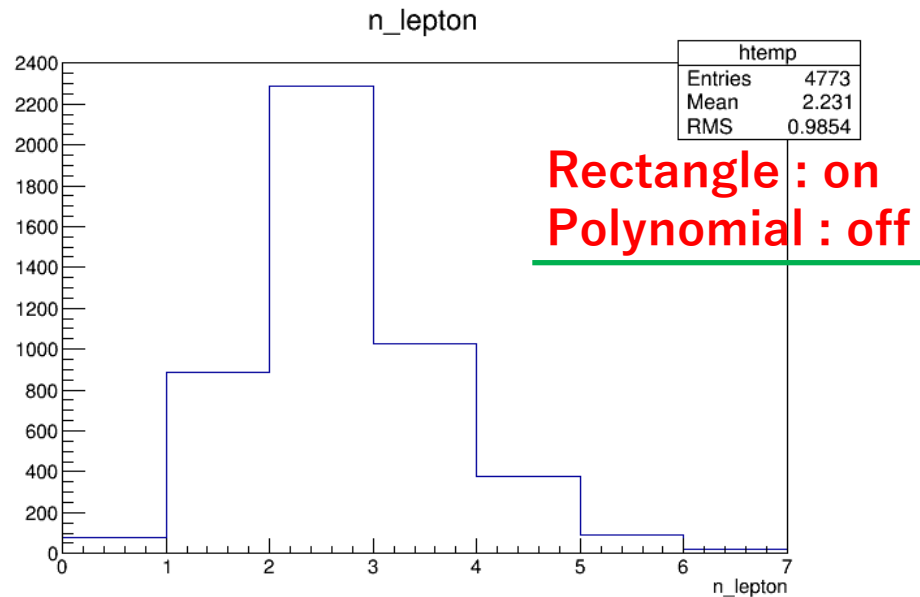 n_lepton
htemp
Entries 4773
Mean 2.231
RMS 0.9854
Rectangle : on
Polynomial : off
2400
2200
2000
1800
1600
1400
1200
1000
800
600
400
200
0
0 1 2 3 4 5 6 7
n_lepton